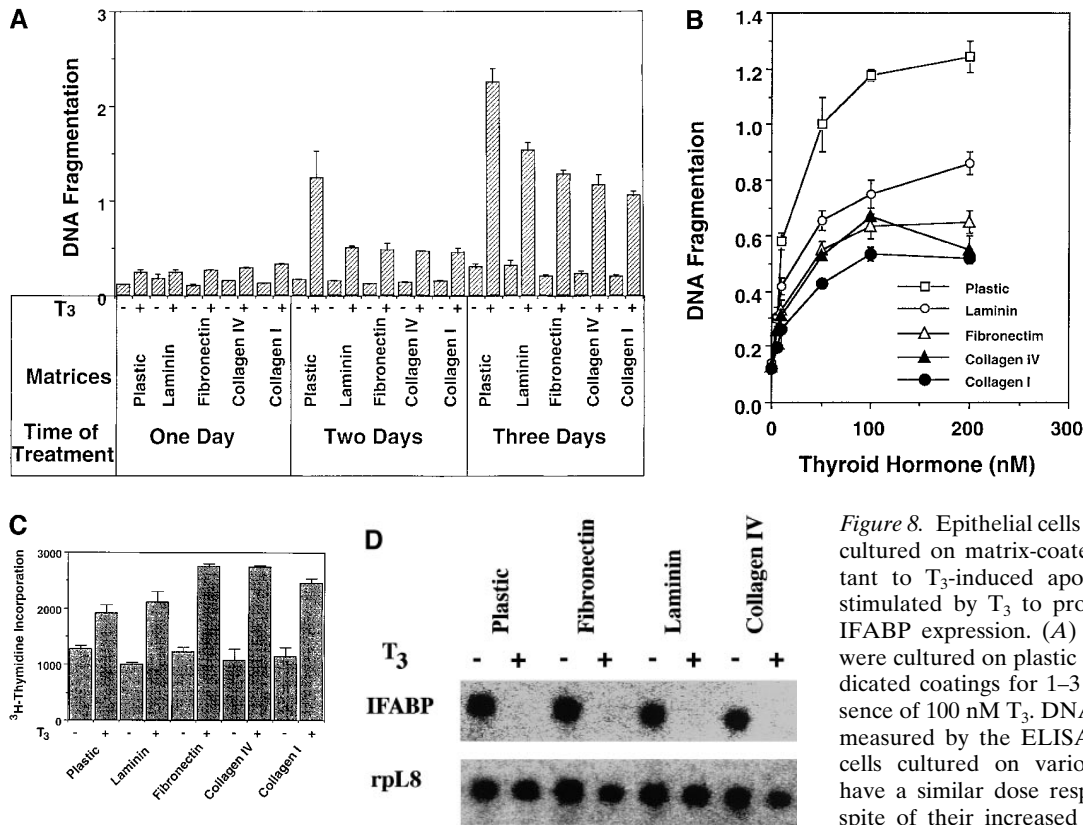 A
DNA Fragmentation
3
2
1
0
T3 - + - + - + - + - + - + - + - + - + - + - + - + - + - + - +
Matrices
Plastic
Laminin
Fibronectin
Collagen IV
Collagen I
Plastic
Laminin
Fibronectin
Collagen IV
Collagen I
Plastic
Laminin
Fibronectin
Collagen IV
Collagen I
Time of
Treatment
One Day
Two Days
Three Days
B
DNA Fragmentaion
1.4
1.2
1.0
0.8
0.6
0.4
0.2
0.0
Plastic
Laminin
Fibronectim
Collagen iV
Collagen I
0 100 200 300
Thyroid Hormone (nM)
C
3H-Thymidine Incorporation
3000
2000
1000
0
T3 - + - + - + - + - +
Plastic
Laminin
Fibronectin
Collagen IV
Collagen I
D
Plastic
Fibronectin
Laminin
Collagen IV
T3 - + - + - + - +
IFABP
rpL8
Figure 8. Epithelial cells
cultured on matrix-coate
tant to T3-induced apo
stimulated by T3 to pro
IFABP expression. (A)
were cultured on plastic
dicated coatings for 1–3
sence of 100 nM T3. DNA
measured by the ELISA
cells cultured on vario
have a similar dose resp
spite of their increased